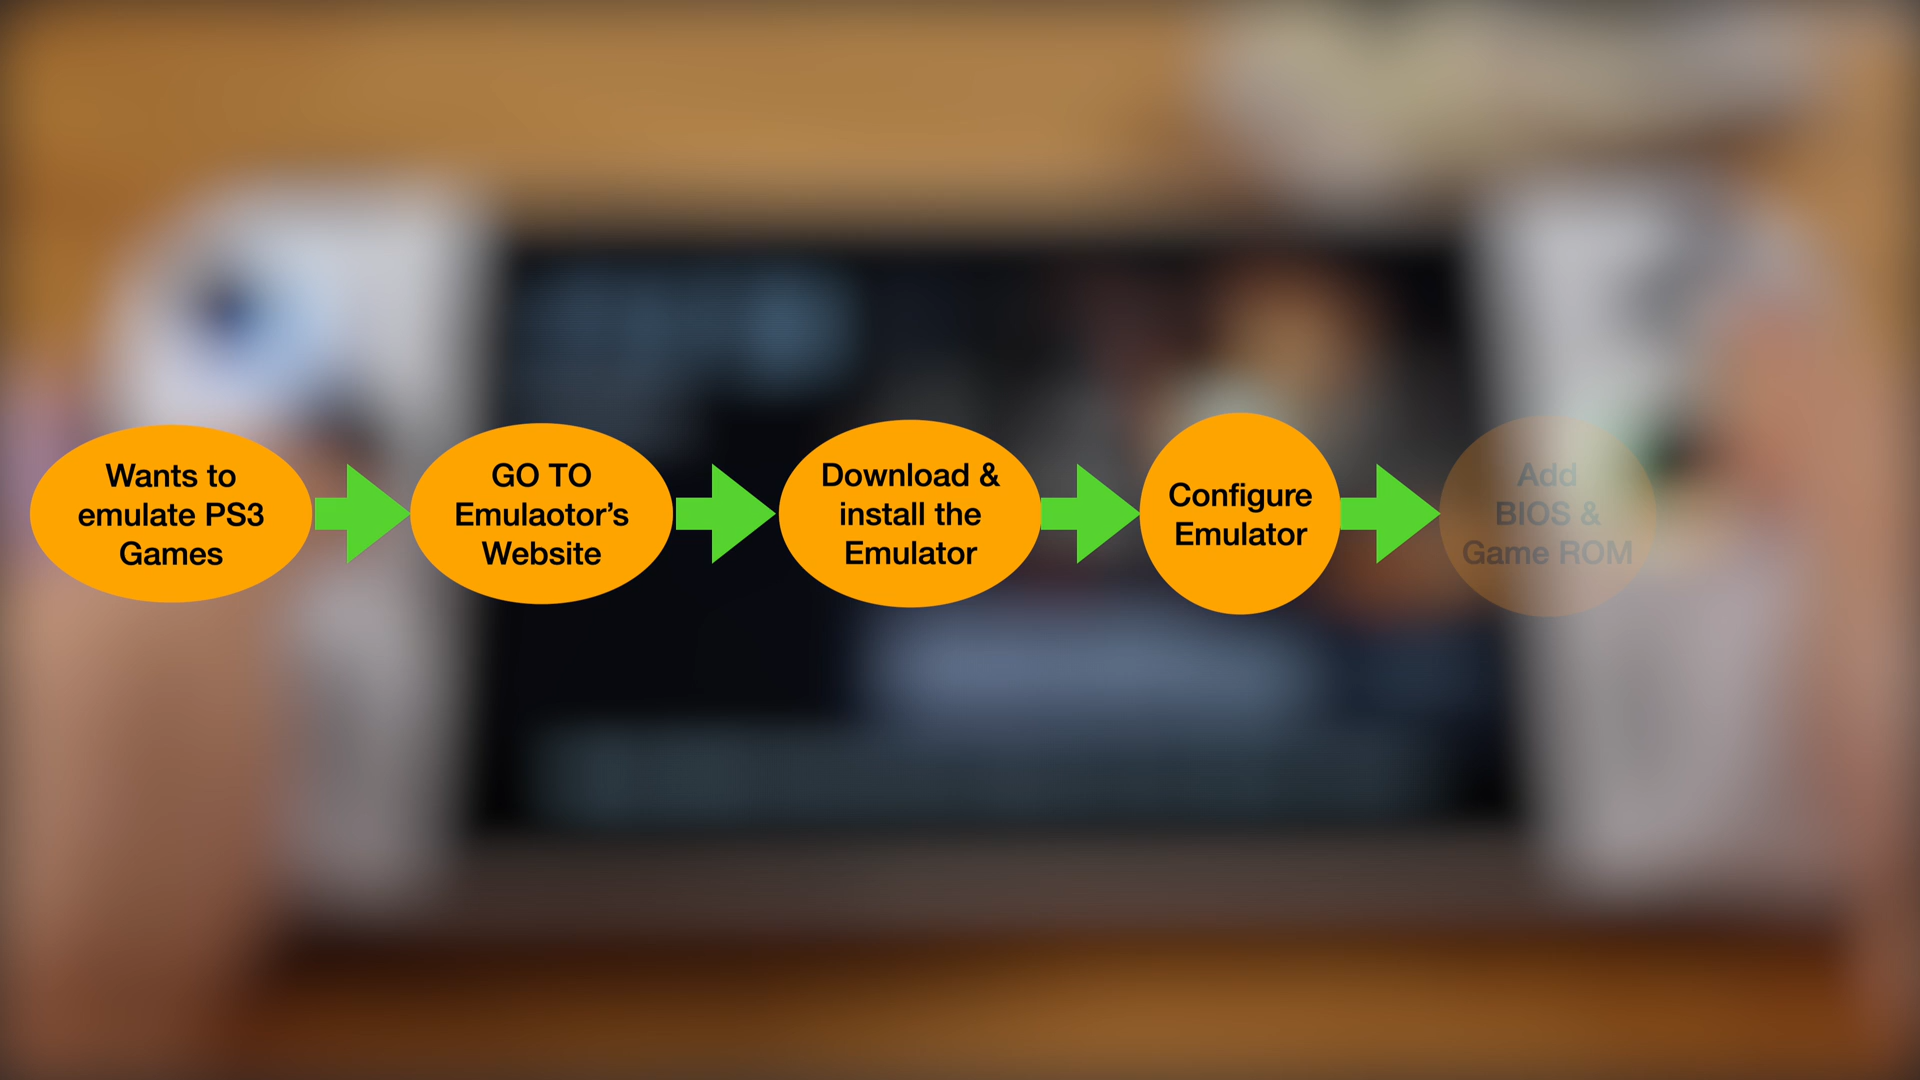 Wants to
emulate PS3
Games
GO TO
Emulaotor's
Website
Download &
install the
Emulator
Configure
Emulator
Add
BIOS &
Game ROM